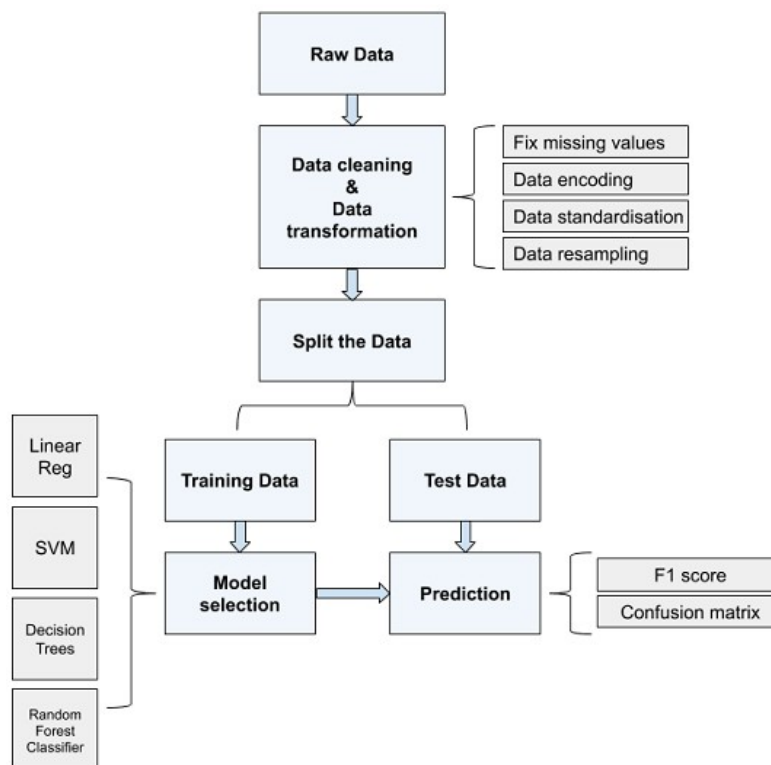 Raw Data
Data cleaning
&
Data
transformation
Fix missing values
Data encoding
Data standardisation
Data resampling
Split the Data
Linear
Reg
SVM
Decision
Trees
Random
Forest
Classifier
Training Data
Test Data
Model
selection
Prediction
F1 score
Confusion matrix